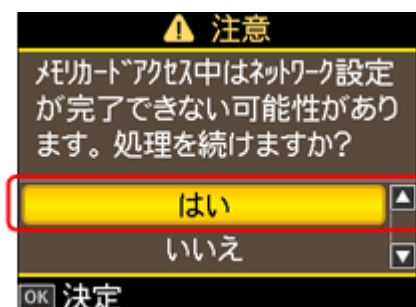 注意
ﾒﾓﾘｶｰﾄﾞｱｸｾｽ中はﾈｯﾄﾜｰｸ設定
が完了できない可能性があり
ます。処理を続けますか?
はい
いいえ
OK 決定